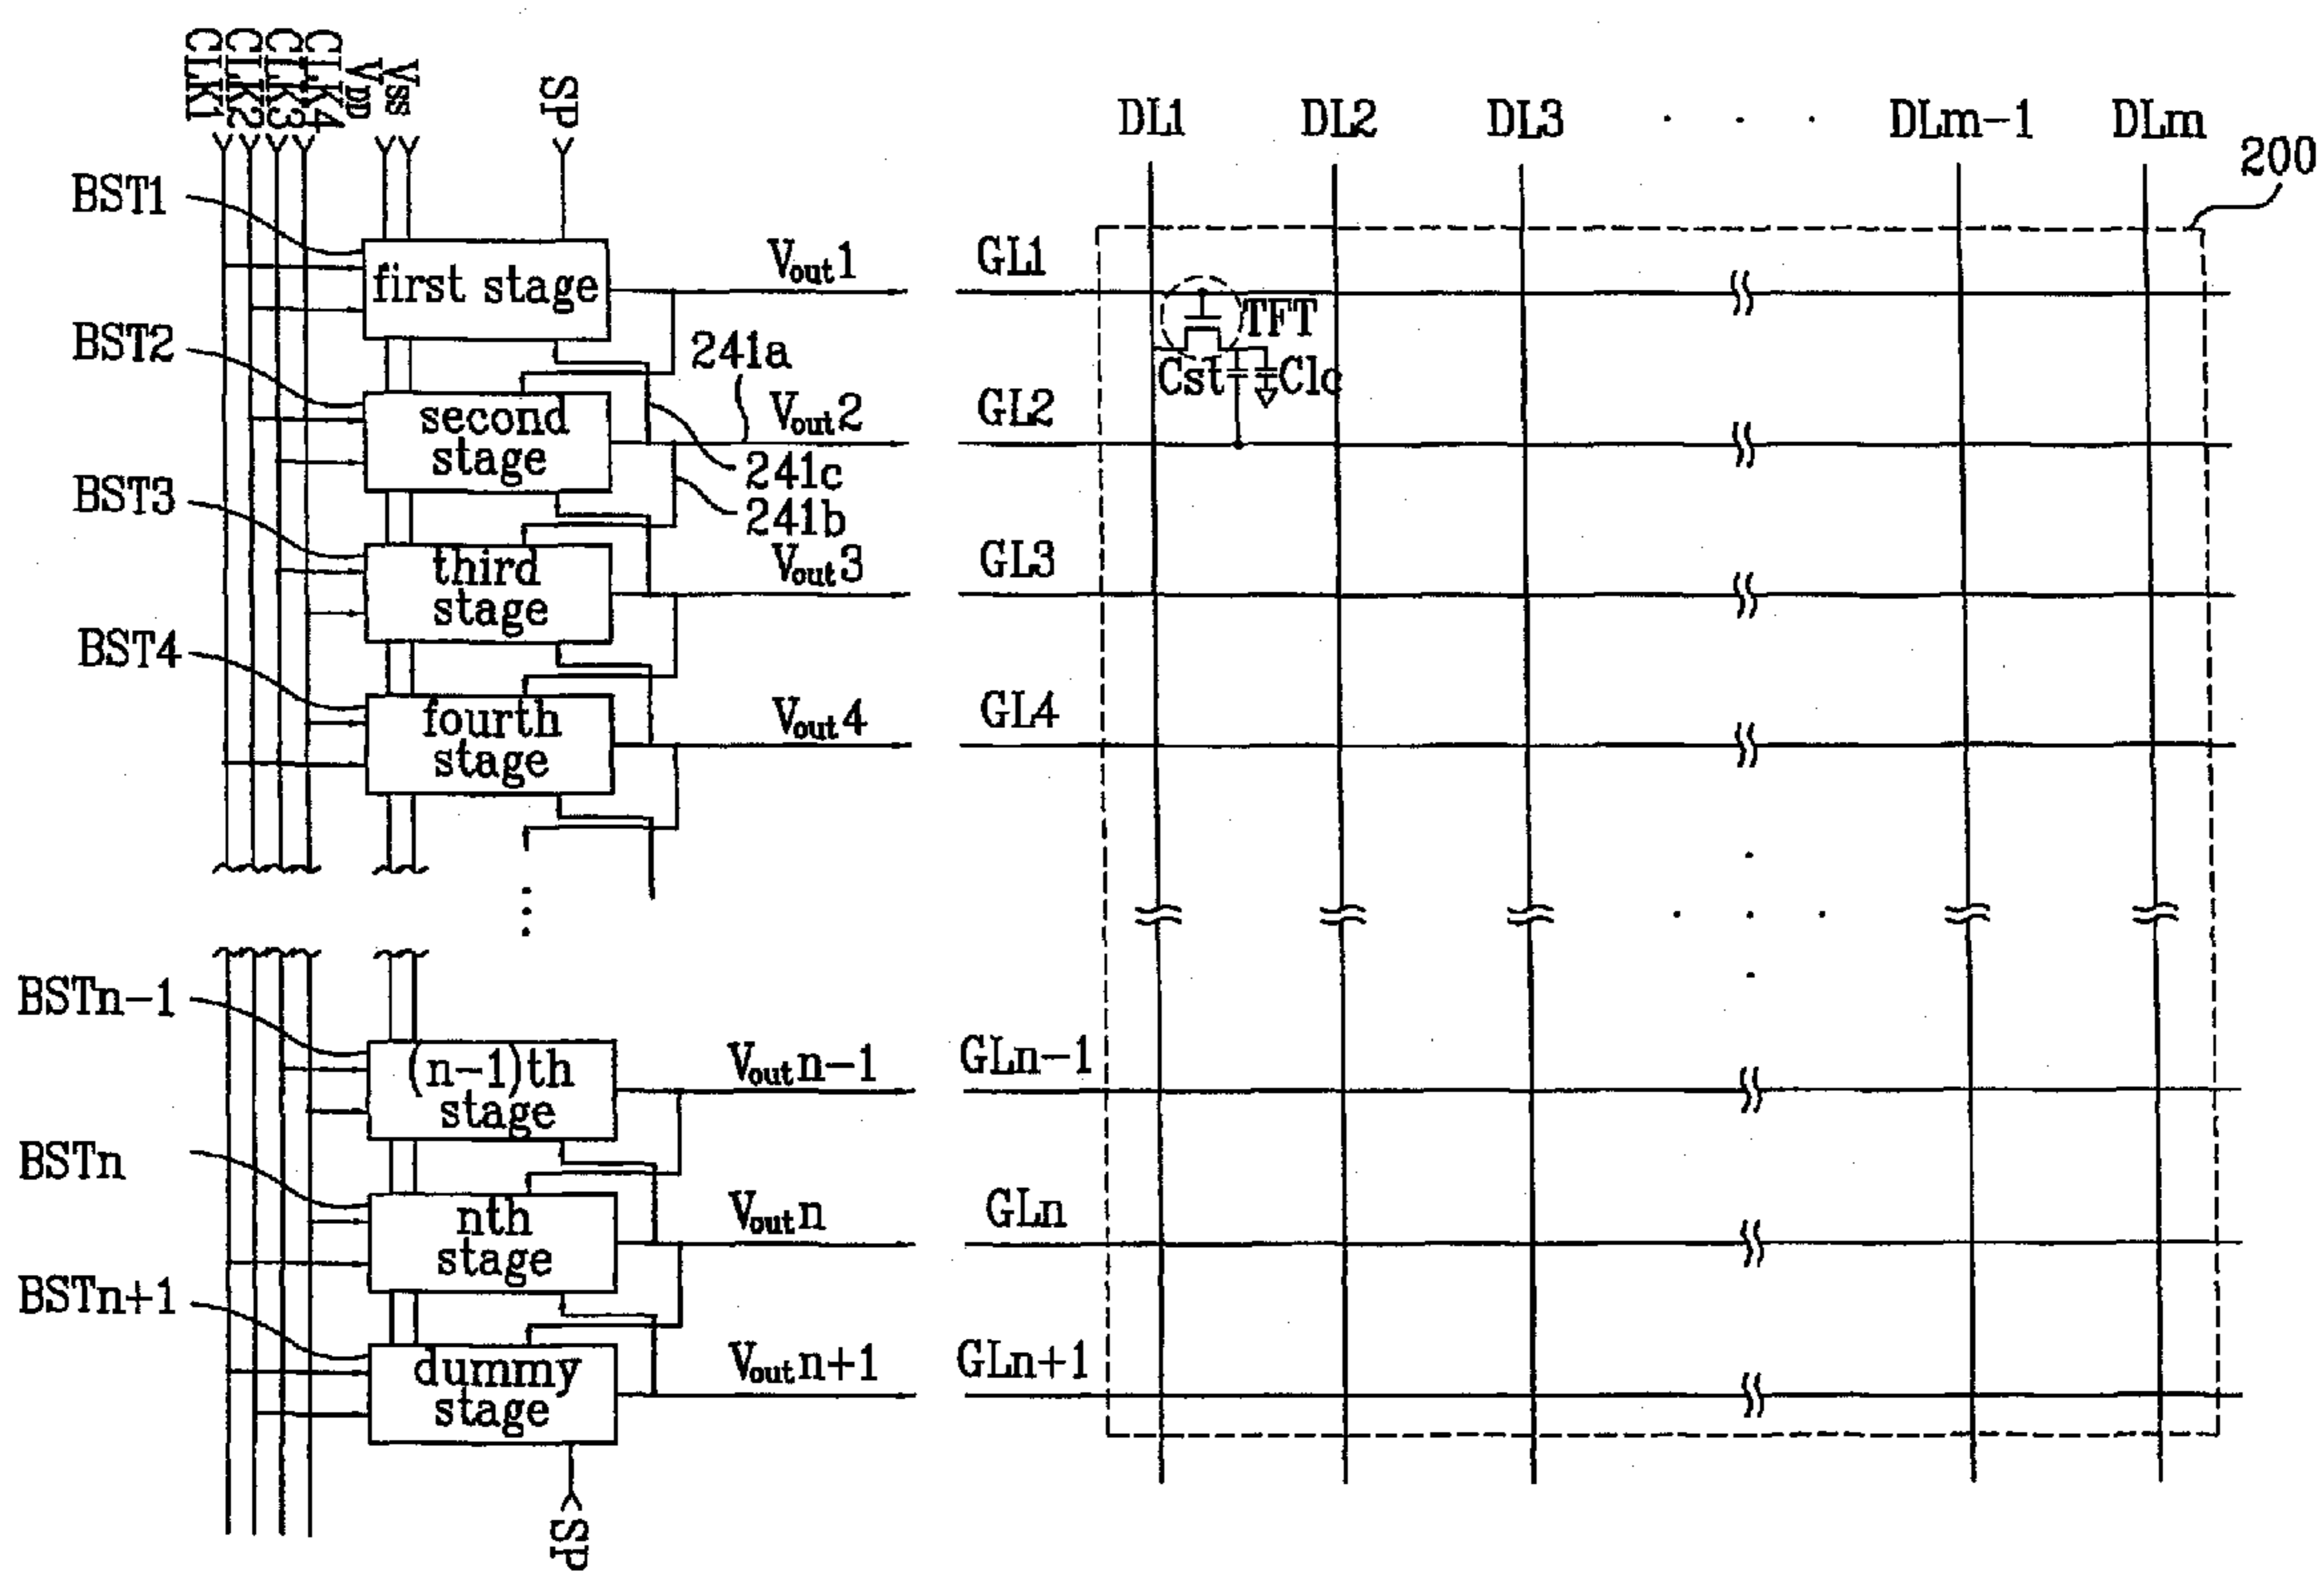 CLK1
CLK2
CLK3
CLK4
VDD
VSS
SP
DL1 DL2 DL3 . . . DLm-1 DLm
200
BST1
first stage
Vout1
GL1
TFT
Cst
Clc
BST2
second
stage
241a
Vout2
GL2
241c
241b
BST3
third
stage
Vout3
GL3
BST4
fourth
stage
Vout4
GL4
BSTn-1
(n-1)th
stage
Voutn-1
GLn-1
BSTn
nth
stage
Voutn
GLn
BSTn+1
dummy
stage
Voutn+1
GLn+1
SP